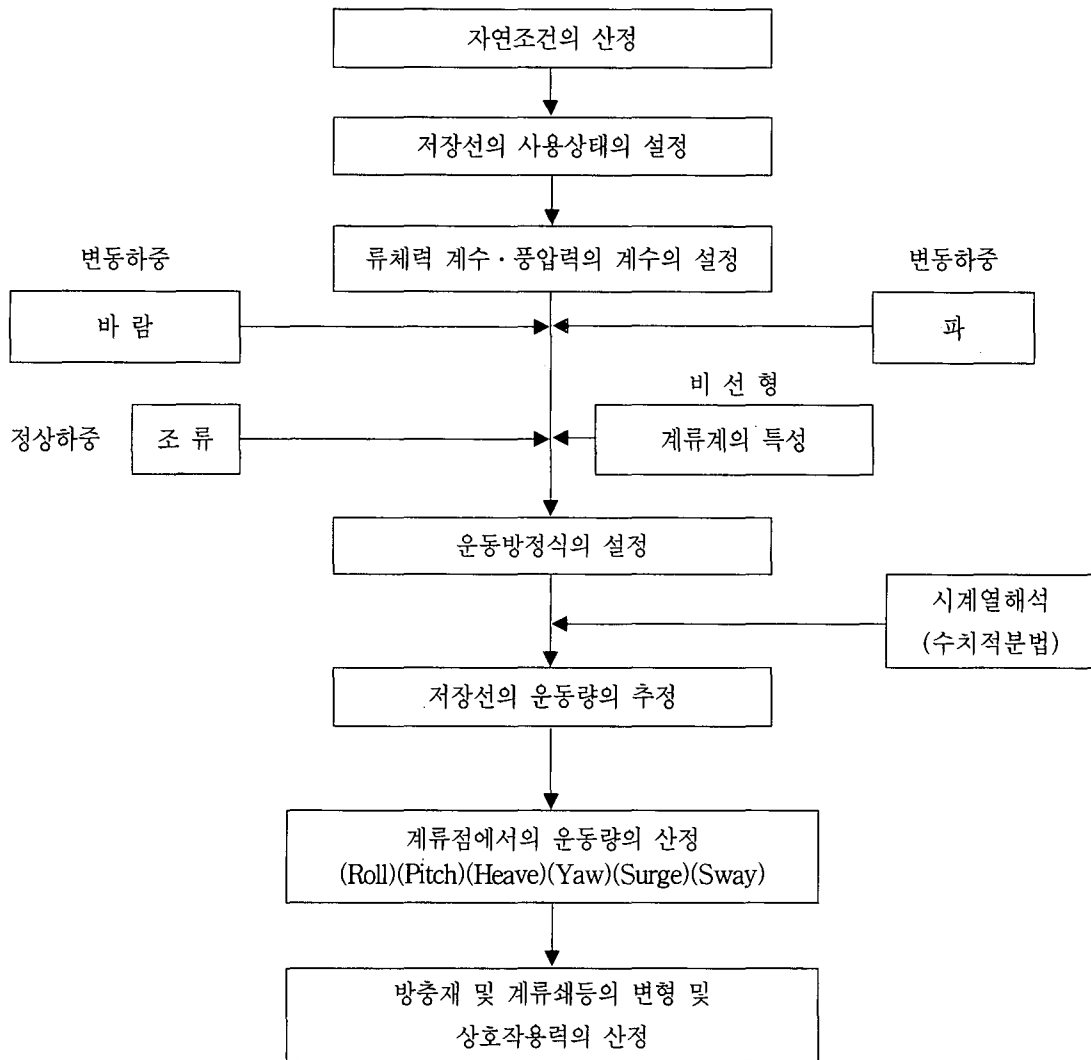 자연조건의 산정
저장선의 사용상태의 설정
류체력 계수·풍압력의 계수의 설정
변동하중
바 람
변동하중
파
비 선 형
계류계의 특성
정상하중
조 류
운동방정식의 설정
시계열해석
(수치적분법)
저장선의 운동량의 추정
계류점에서의 운동량의 산정
(Roll)(Pitch)(Heave)(Yaw)(Surge)(Sway)
방충재 및 계류쇄등의 변형 및
상호작용력의 산정